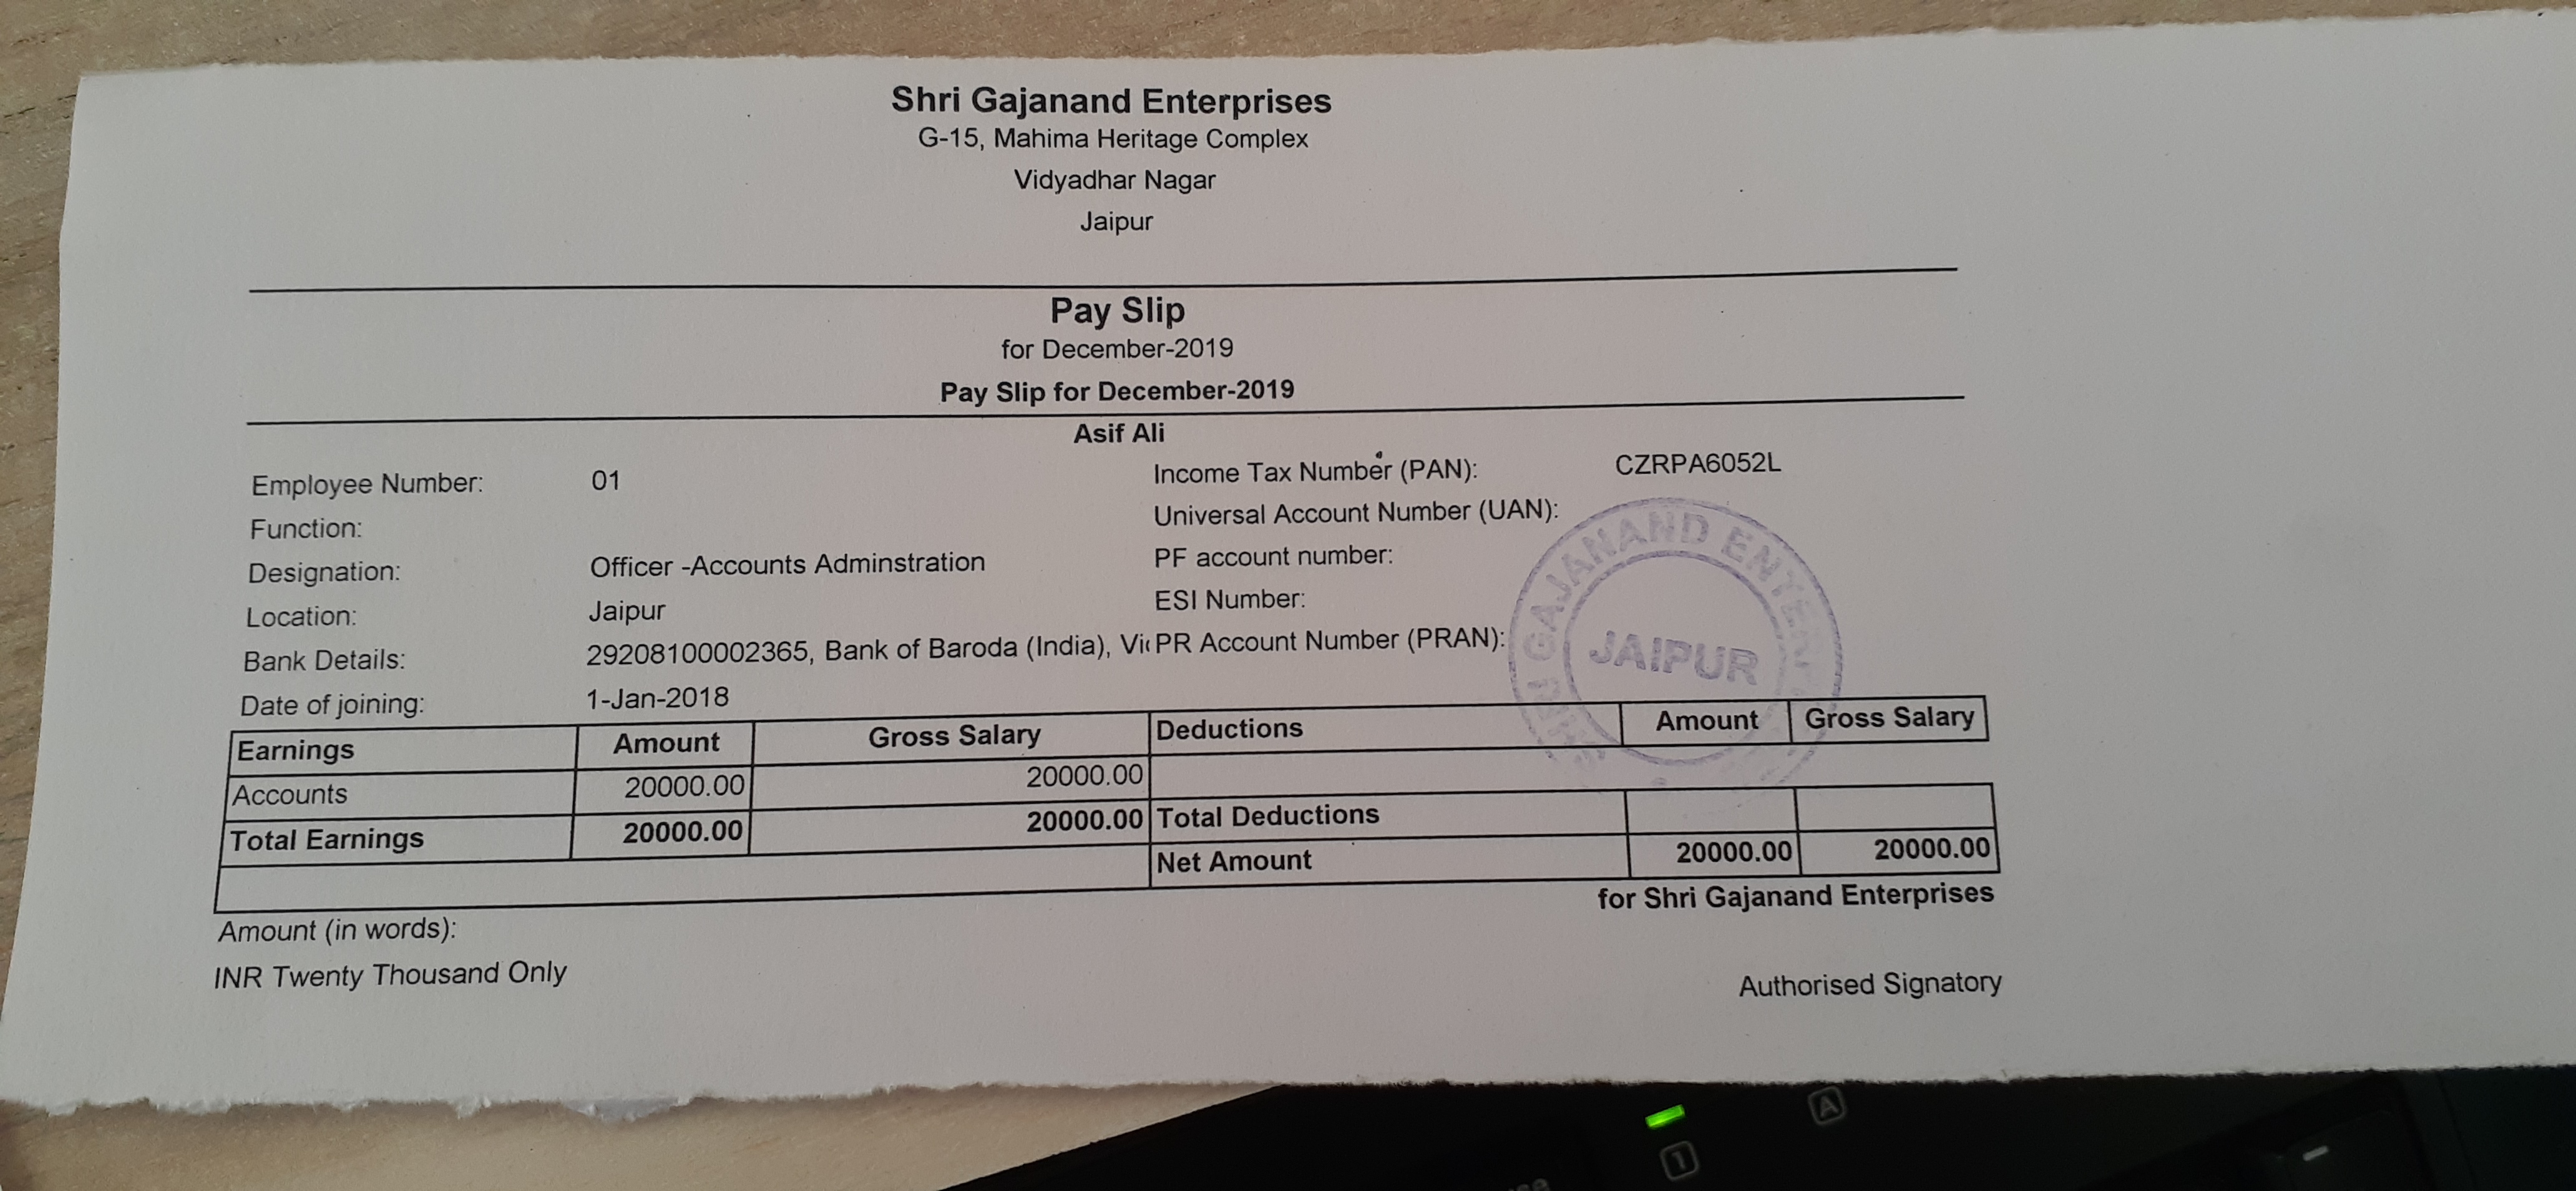 Shri Gajanand Enterprises
G-15, Mahima Heritage Complex
Vidyadhar Nagar
Jaipur
Pay Slip
for December-2019
Pay Slip for December-2019
Asif Ali
Employee Number: 01 Income Tax Number (PAN): CZRPA6052L
Function: Universal Account Number (UAN):
Designation: Officer -Accounts Adminstration PF account number:
Location: Jaipur ESI Number:
Bank Details: 29208100002365, Bank of Baroda (India), PR Account Number (PRAN):
Date of joining: 1-Jan-2018
GAJANAND
JAIPUR
Earnings Amount Gross Salary Deductions Amount Gross Salary
Accounts 20000.00 20000.00
Total Earnings 20000.00 20000.00 Total Deductions
Net Amount 20000.00 20000.00
for Shri Gajanand Enterprises
Amount (in words):
INR Twenty Thousand Only
Authorised Signatory
A
1